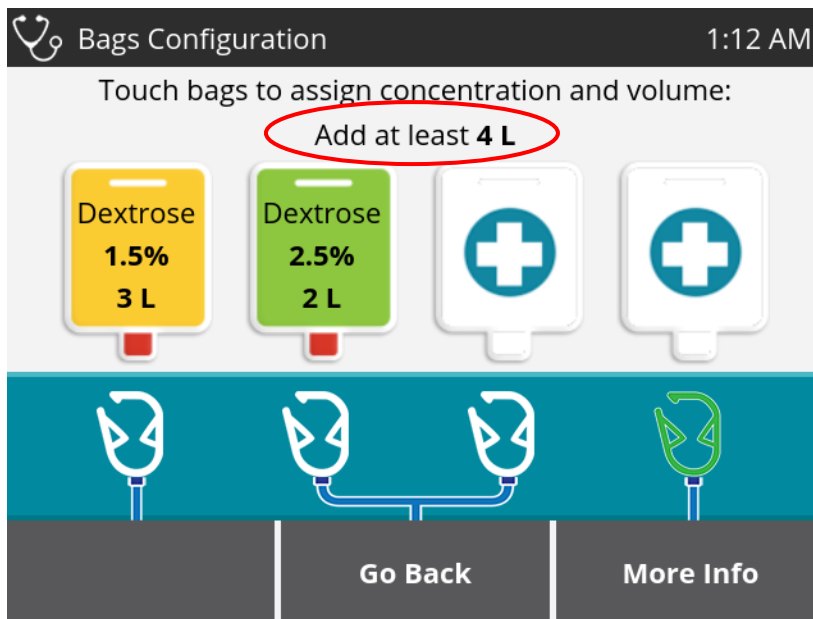 Bags Configuration 1:12 AM
Touch bags to assign concentration and volume:
Add at least 4 L
Dextrose Dextrose
1.5% 2.5%
3 L 2 L
Go Back More Info